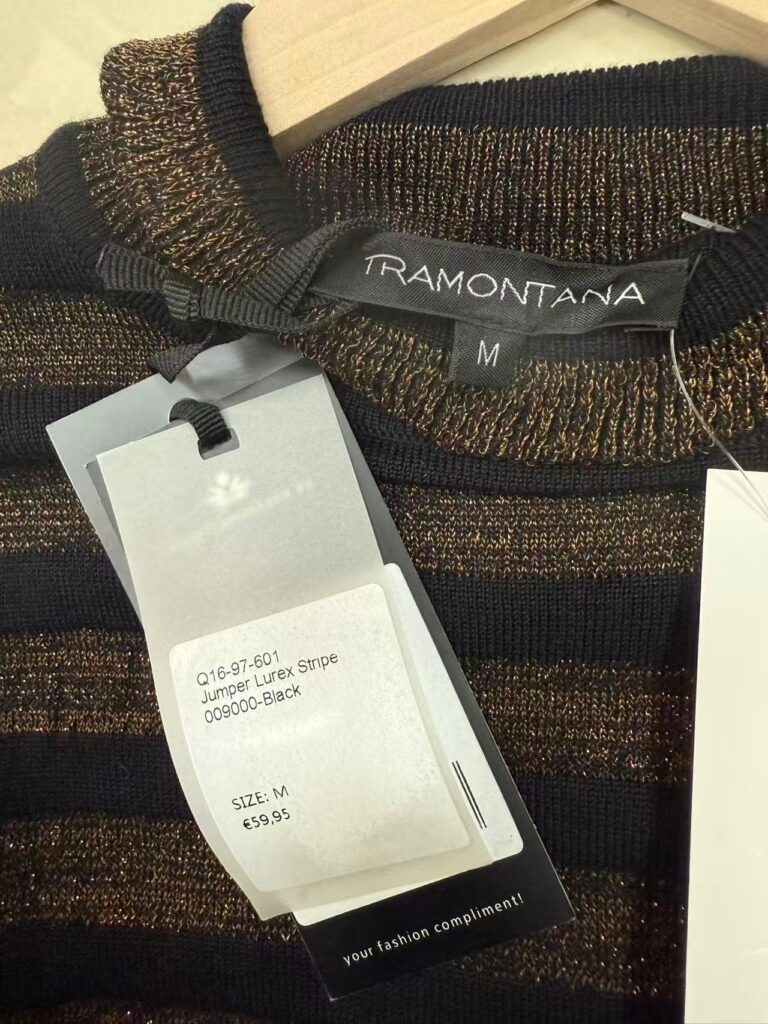 TRAMONTANA
M
Q16-97-601
Jumper Lurex Stripe
009000-Black
SIZE: M
€59,95
your fashion compliment!